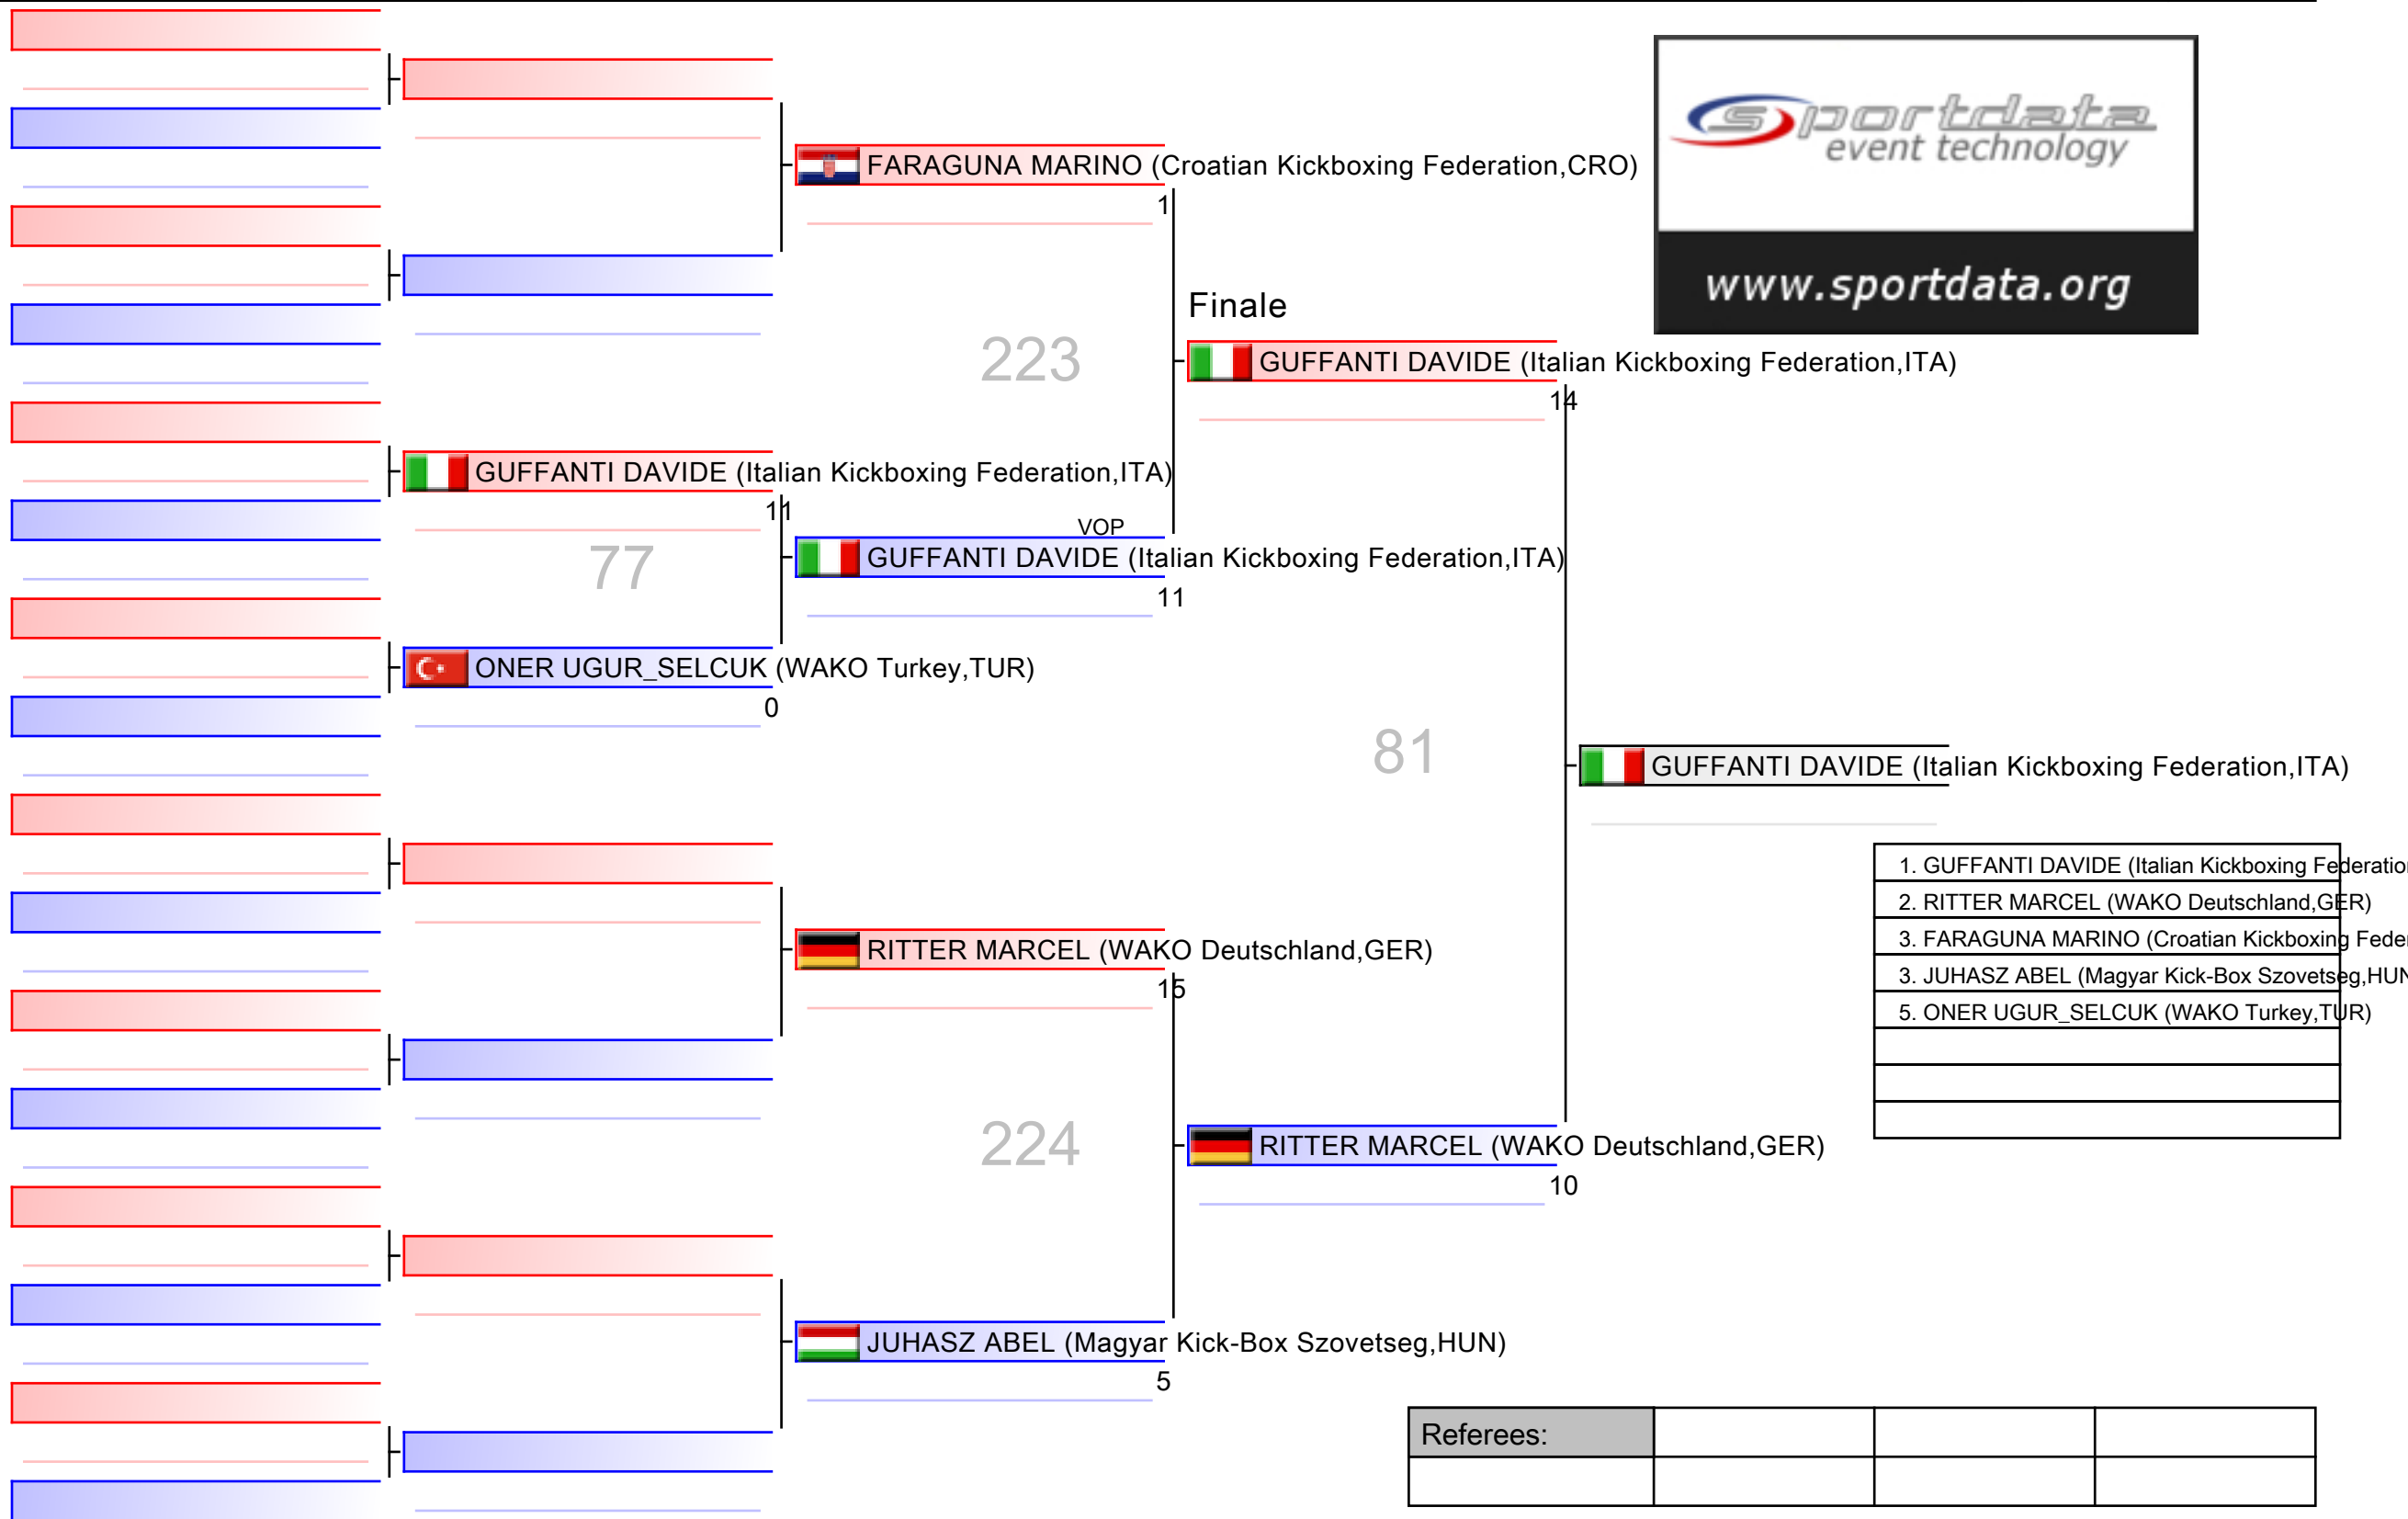 sportdata
event technology
www.sportdata.org
FARAGUNA MARINO (Croatian Kickboxing Federation,CRO)
1
Finale
223
GUFFANTI DAVIDE (Italian Kickboxing Federation,ITA)
14
GUFFANTI DAVIDE (Italian Kickboxing Federation,ITA)
11
VOP
77
GUFFANTI DAVIDE (Italian Kickboxing Federation,ITA)
11
ONER UGUR_SELCUK (WAKO Turkey,TUR)
0
81
GUFFANTI DAVIDE (Italian Kickboxing Federation,ITA)
1. GUFFANTI DAVIDE (Italian Kickboxing Federatio
2. RITTER MARCEL (WAKO Deutschland,GER)
3. FARAGUNA MARINO (Croatian Kickboxing Feder
3. JUHASZ ABEL (Magyar Kick-Box Szovetseg,HUN
5. ONER UGUR_SELCUK (WAKO Turkey,TUR)
RITTER MARCEL (WAKO Deutschland,GER)
15
224
RITTER MARCEL (WAKO Deutschland,GER)
10
JUHASZ ABEL (Magyar Kick-Box Szovetseg,HUN)
5
Referees: